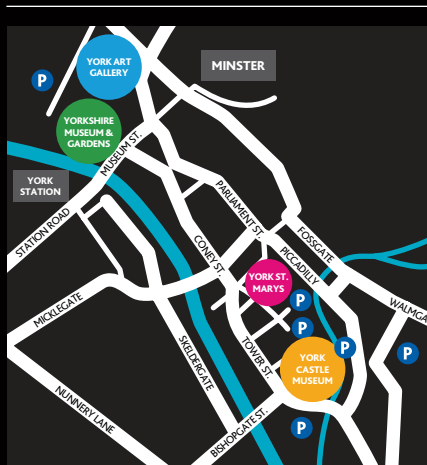 YORK ART
GALLERY
MINSTER
P
YORKSHIRE
MUSEUM &
GARDENS
MUSEUM ST.
YORK
STATION
STATION ROAD
PARLIAMENT ST.
CONEY ST.
FOSSGATE
PICCADILLY
YORK ST.
MARYS
P
MICKLEGATE
WALMGA
P
TOWER ST.
SKELDERGATE
P
P
YORK
CASTLE
MUSEUM
NUNNERY LANE
BISHOPGATE ST.
P